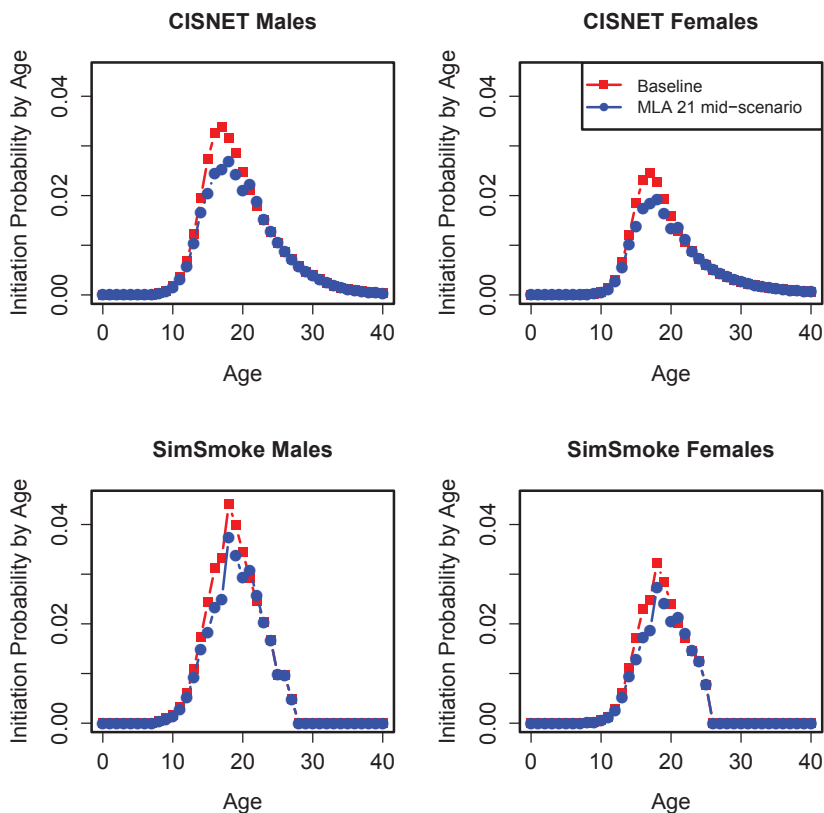 CISNET Males
Initiation Probability by Age
0.00 0.02 0.04
0 10 20 30 40
Age
CISNET Females
Initiation Probability by Age
0.00 0.02 0.04
Baseline
MLA 21 mid−scenario
0 10 20 30 40
Age
SimSmoke Males
Initiation Probability by Age
0.00 0.02 0.04
0 10 20 30 40
Age
SimSmoke Females
Initiation Probability by Age
0.00 0.02 0.04
0 10 20 30 40
Age